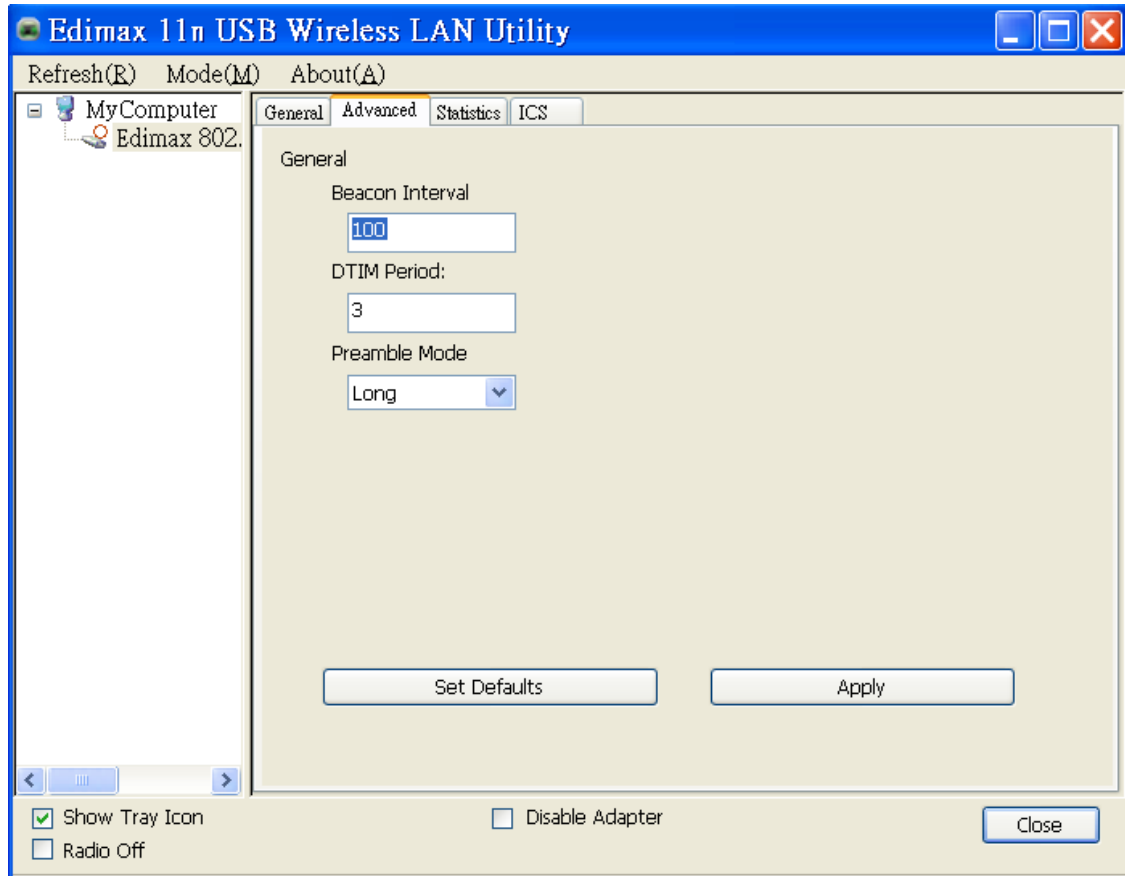 Edimax 11n USB Wireless LAN Utility
Refresh(R) Mode(M) About(A)
MyComputer
Edimax 802.
General Advanced Statistics ICS
General
Beacon Interval
100
DTIM Period:
3
Preamble Mode
Long
Set Defaults Apply
Show Tray Icon Disable Adapter Close
Radio Off